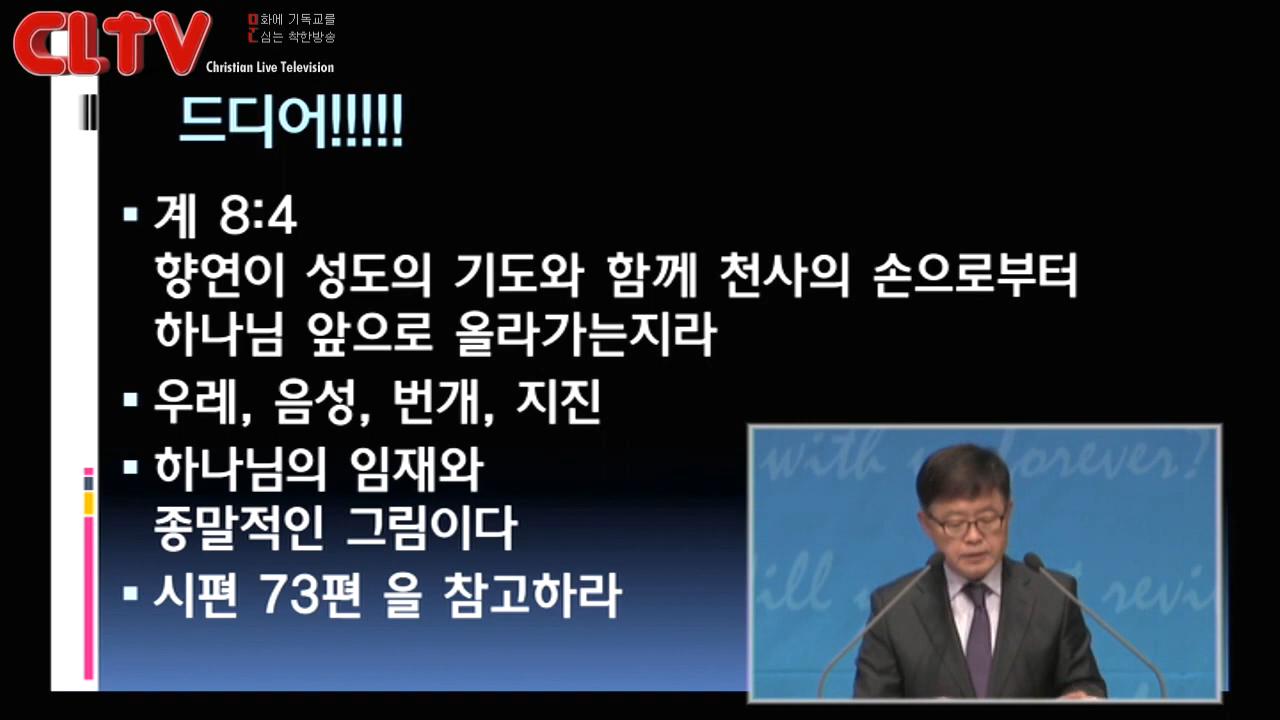 CLTV
문화에 기독교를
심는 착한방송
Christian Live Television
드디어!!!!!!
계 8:4
향연이 성도의 기도와 함께 천사의 손으로부터
하나님 앞으로 올라가는지라
우레, 음성, 번개, 지진
하나님의 임재와
종말적인 그림이다
시편 73편 을 참고하라
with forever?
revi